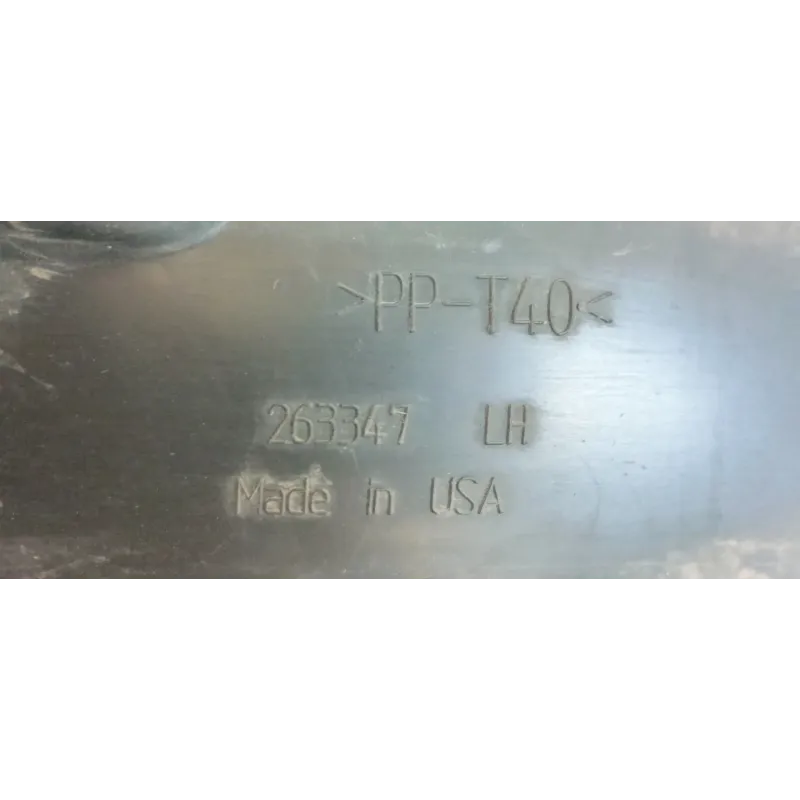 >PP-T40<
263347 LH
Made in USA